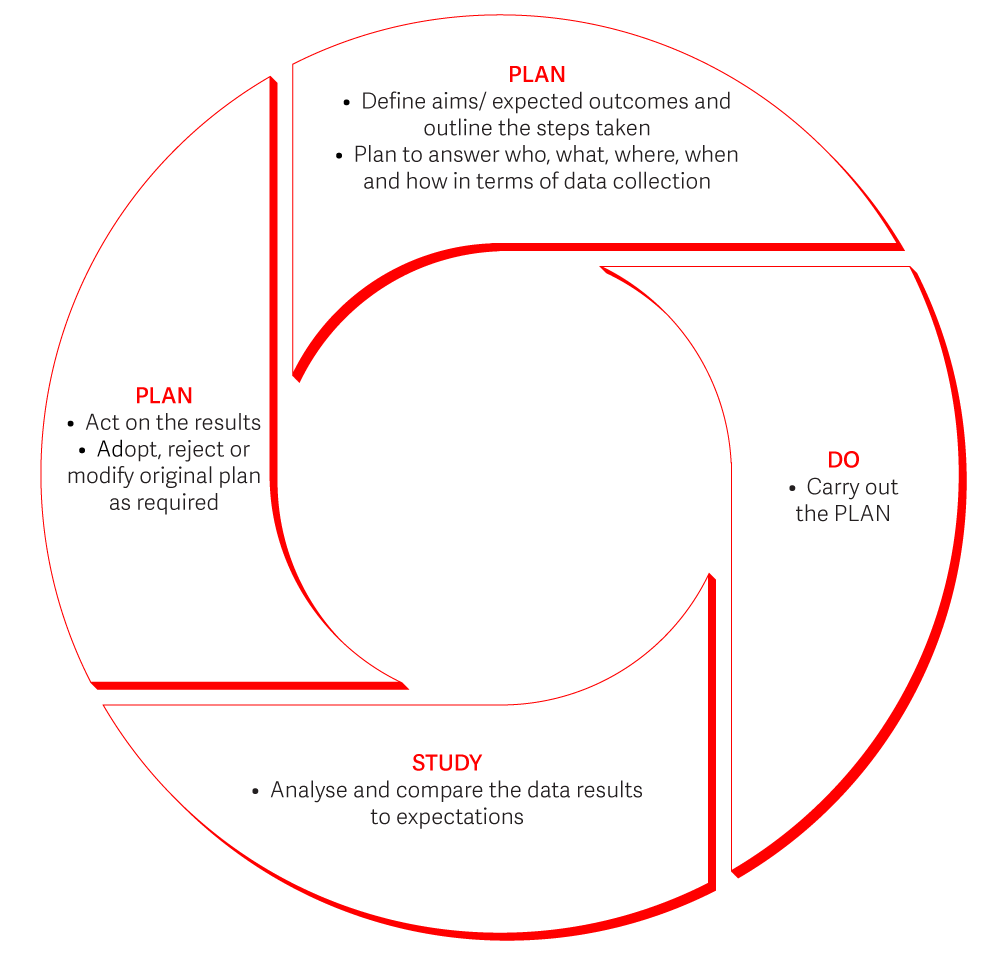 PLAN
• Define aims/ expected outcomes and
outline the steps taken
• Plan to answer who, what, where, when
and how in terms of data collection
DO
• Carry out
the PLAN
STUDY
• Analyse and compare the data results
to expectations
PLAN
• Act on the results
• Adopt, reject or
modify original plan
as required